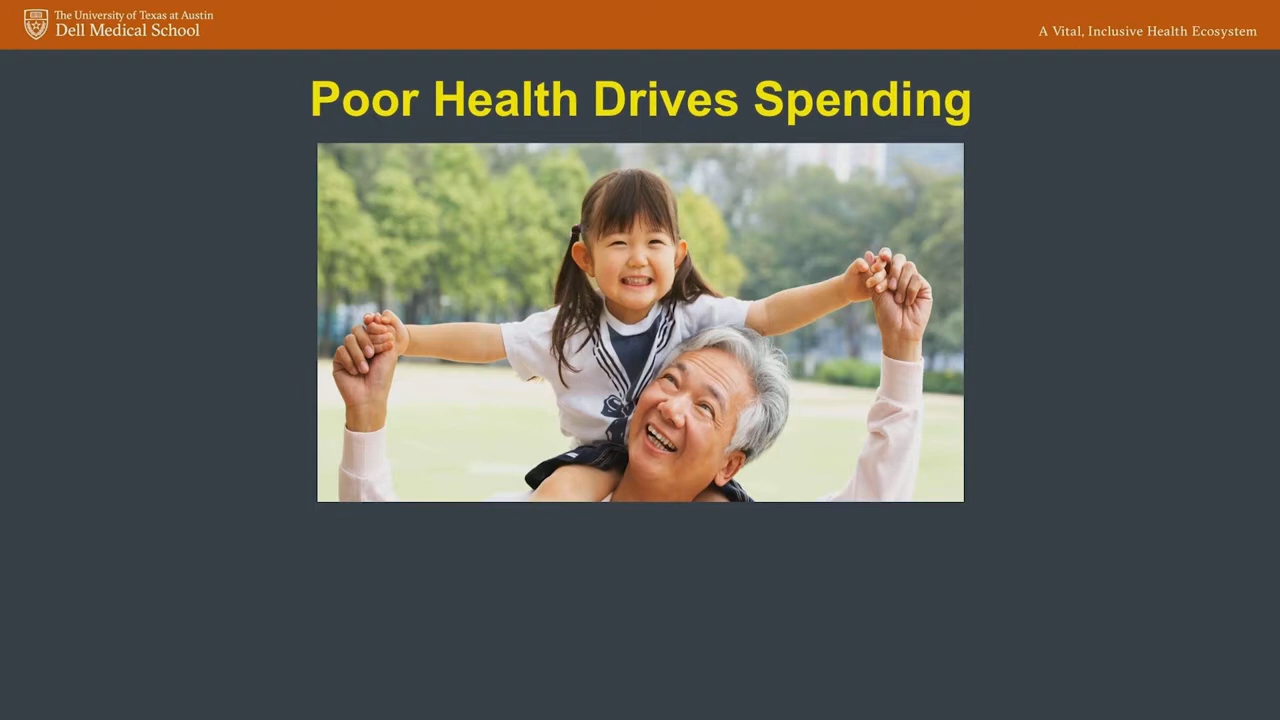 The University of Texas at Austin
Dell Medical School
A Vital, Inclusive Health Ecosystem
Poor Health Drives Spending